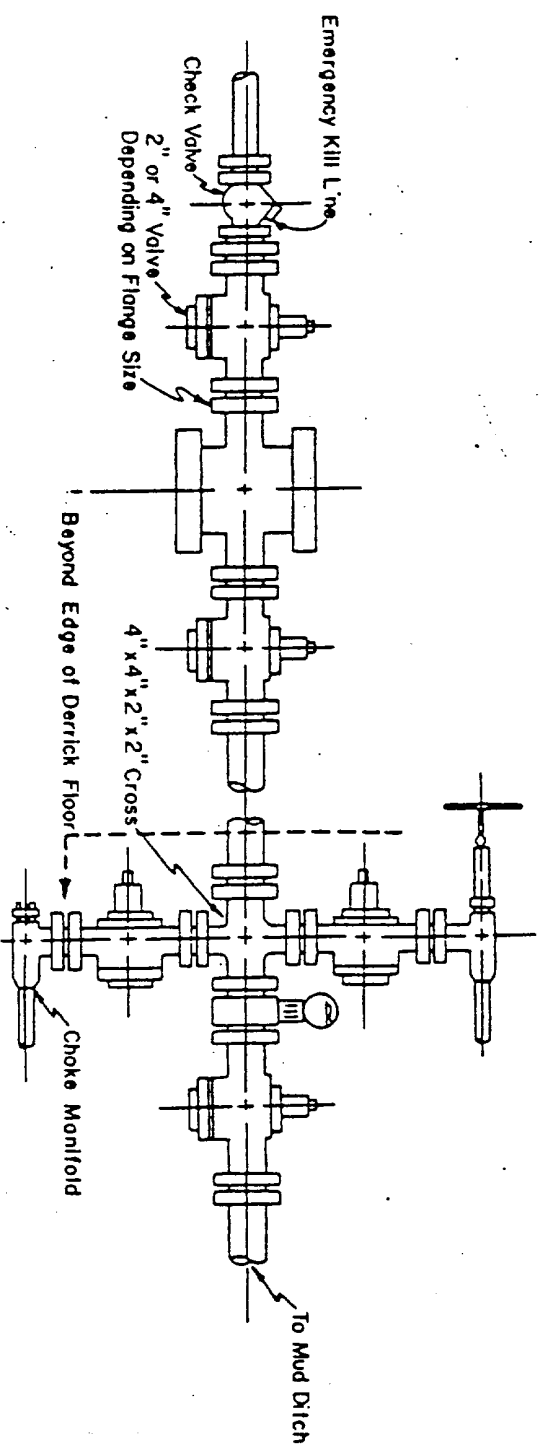 Emergency Kill Line
Check Valve
2" or 4" Valve
Depending on Flange Size
Beyond Edge of Derrick Floor
4"x4"x2"x2" Cross
Choke Manifold
To Mud Ditch